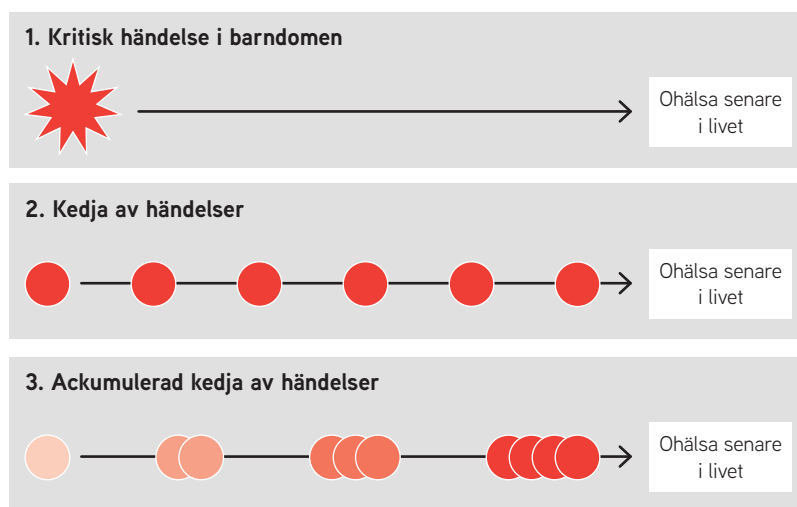 1. Kritisk händelse i barndomen
Ohälsa senare
i livet
2. Kedja av händelser
Ohälsa senare
i livet
3. Ackumulerad kedja av händelser
Ohälsa senare
i livet